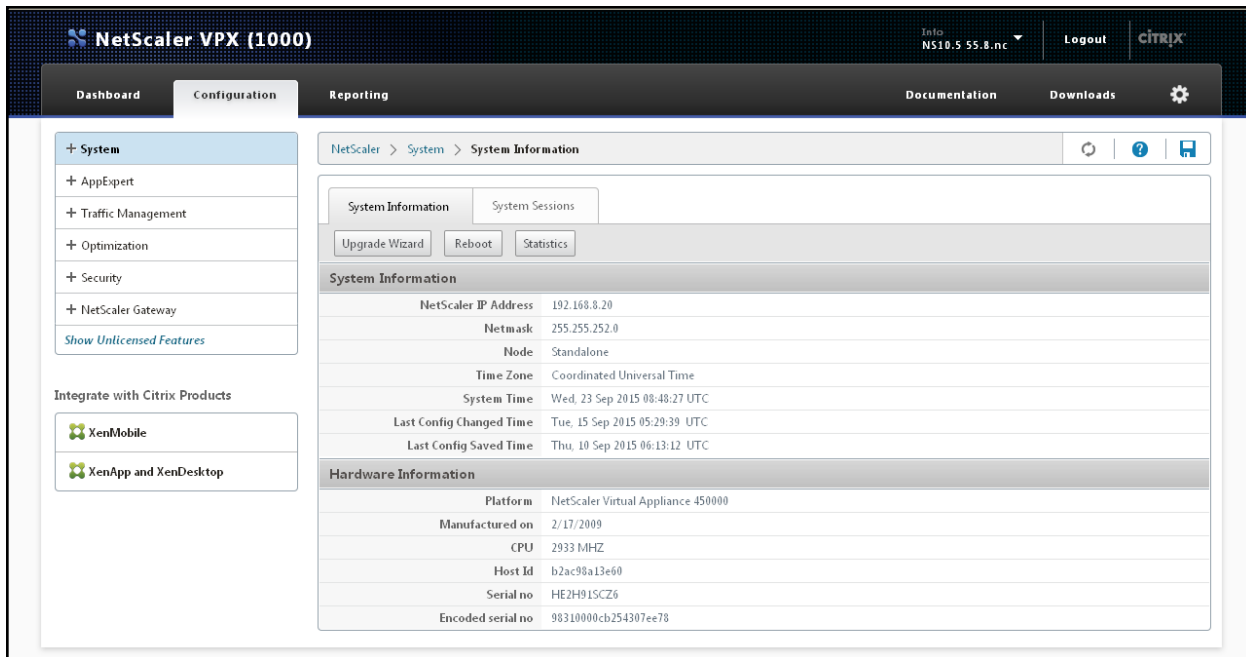 NetScaler VPX (1000)
Info
NS10.5 55.8.nc
Logout
CİTRIX
Dashboard
Configuration
Reporting
Documentation
Downloads
+ System
+ AppExpert
+ Traffic Management
+ Optimization
+ Security
+ NetScaler Gateway
Show Unlicensed Features
Integrate with Citrix Products
XenMobile
XenApp and XenDesktop
NetScaler > System > System Information
?
System Information
System Sessions
Upgrade Wizard
Reboot
Statistics
System Information
NetScaler IP Address 192.168.8.20
Netmask 255.255.252.0
Node Standalone
Time Zone Coordinated Universal Time
System Time Wed, 23 Sep 2015 08:48:27 UTC
Last Config Changed Time Tue, 15 Sep 2015 05:29:39 UTC
Last Config Saved Time Thu, 10 Sep 2015 06:13:12 UTC
Hardware Information
Platform NetScaler Virtual Appliance 450000
Manufactured on 2/17/2009
CPU 2933 MHZ
Host Id b2ac98a13e60
Serial no HE2H91SCZ6
Encoded serial no 98310000cb254307ee78